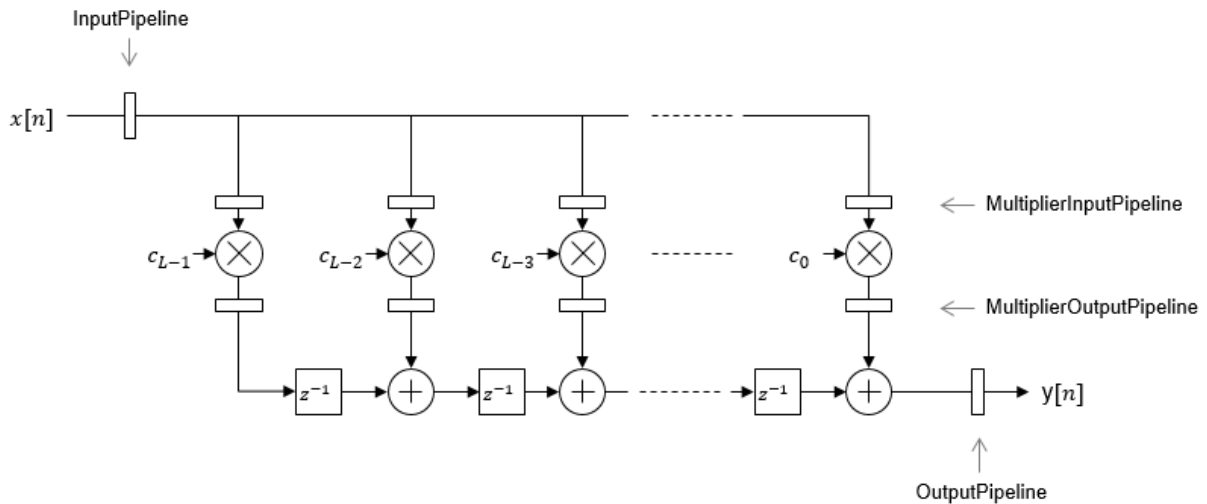 InputPipeline
x[n]
MultiplierInputPipeline
c_{L−1} c_{L−2} c_{L−3} c_0
MultiplierOutputPipeline
z^{−1} z^{−1} z^{−1} y[n]
OutputPipeline